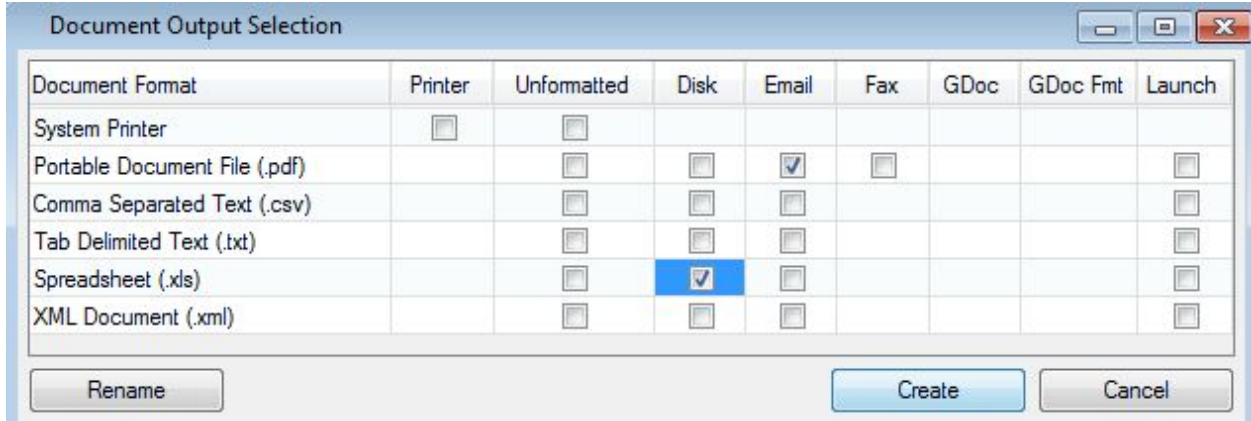 Document Output Selection
Document Format Printer Unformatted Disk Email Fax GDoc GDoc Fmt Launch
System Printer
Portable Document File (.pdf)
Comma Separated Text (.csv)
Tab Delimited Text (.txt)
Spreadsheet (.xls)
XML Document (.xml)
Rename Create Cancel